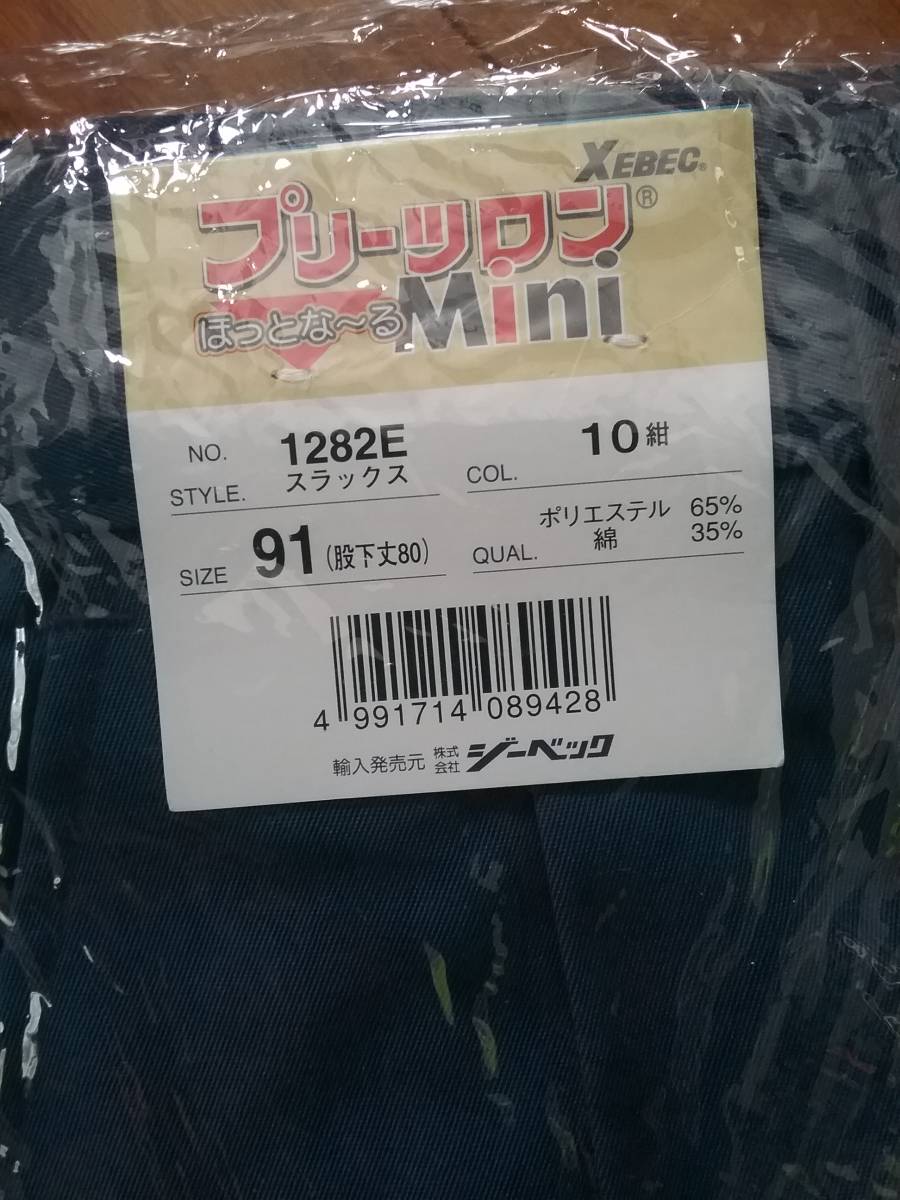 XEBEC®
プリーツロン®
ほっとな〜る Mini
NO. 1282E
STYLE. スラックス
COL. 10 紺
SIZE 91 (股下丈80)
QUAL. ポリエステル 65%
綿 35%
4 991714 089428
輸入発売元 株式会社 ジーベック